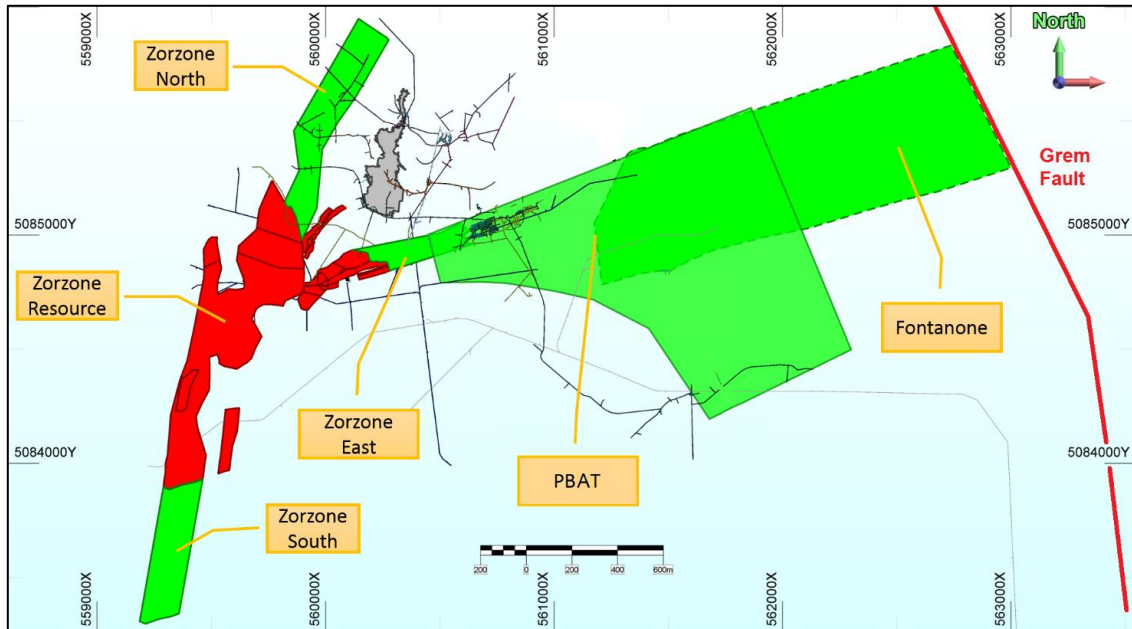 559000X
560000X
561000X
562000X
563000X
North
Zorzone
North
Grem
Fault
5085000Y
5085000Y
Zorzone
Resource
Fontanone
Zorzone
East
PBAT
5084000Y
5084000Y
Zorzone
South
200
0
200
400
600m
559000X
560000X
561000X
562000X
563000X